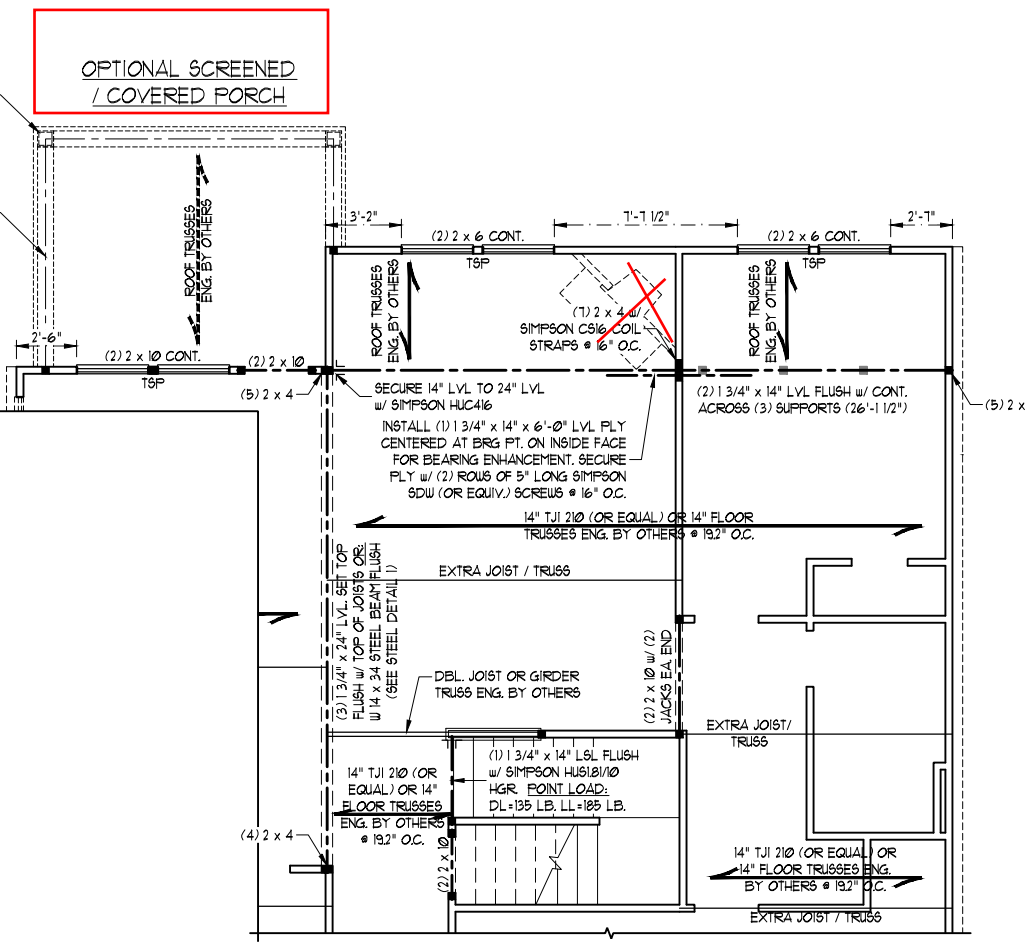 OPTIONAL SCREENED
/ COVERED PORCH
ROOF TRUSSES
ENG. BY OTHERS
3'-2"
7'-7 1/2"
2'-7"
(2) 2 x 6 CONT.
TSP
(2) 2 x 6 CONT.
TSP
ROOF TRUSSES
ENG. BY OTHERS
ROOF TRUSSES
ENG. BY OTHERS
(7) 2 x 4 w/
SIMPSON CS16 COIL
STRAPS @ 16" O.C.
2'-6"
(2) 2 x 10 CONT.
TSP
(2) 2 x 10
(5) 2 x 4
SECURE 14" LVL TO 24" LVL
w/ SIMPSON HUC416
(2) 1 3/4" x 14" LVL FLUSH w/ CONT.
ACROSS (3) SUPPORTS (26'-1 1/2")
(5) 2 x
INSTALL (1) 1 3/4" x 14" x 6'-0" LVL PLY
CENTERED AT BRG PT. ON INSIDE FACE
FOR BEARING ENHANCEMENT. SECURE
PLY w/ (2) ROWS OF 5" LONG SIMPSON
SDW (OR EQUIV.) SCREWS @ 16" O.C.
14" TJI 210 (OR EQUAL) OR 14" FLOOR
TRUSSES ENG. BY OTHERS @ 19.2" O.C.
EXTRA JOIST / TRUSS
(3) 1 3/4" x 24" LVL. SET TOP
FLUSH w/ TOP OF JOISTS OR:
W 14 x 34 STEEL BEAM FLUSH
(SEE STEEL DETAIL 1)
DBL. JOIST OR GIRDER
TRUSS ENG. BY OTHERS
(2) 2 x 10 w/ (2)
JACKS EA. END
EXTRA JOIST/
TRUSS
(1) 1 3/4" x 14" LSL FLUSH
w/ SIMPSON HUS1.81/10
HGR. POINT LOAD:
DL=135 LB, LL=185 LB.
14" TJI 210 (OR
EQUAL) OR 14"
FLOOR TRUSSES
ENG. BY OTHERS
@ 19.2" O.C.
(4) 2 x 4
(2) 2 x 10
14" TJI 210 (OR EQUAL) OR
14" FLOOR TRUSSES ENG.
BY OTHERS @ 19.2" O.C.
EXTRA JOIST / TRUSS